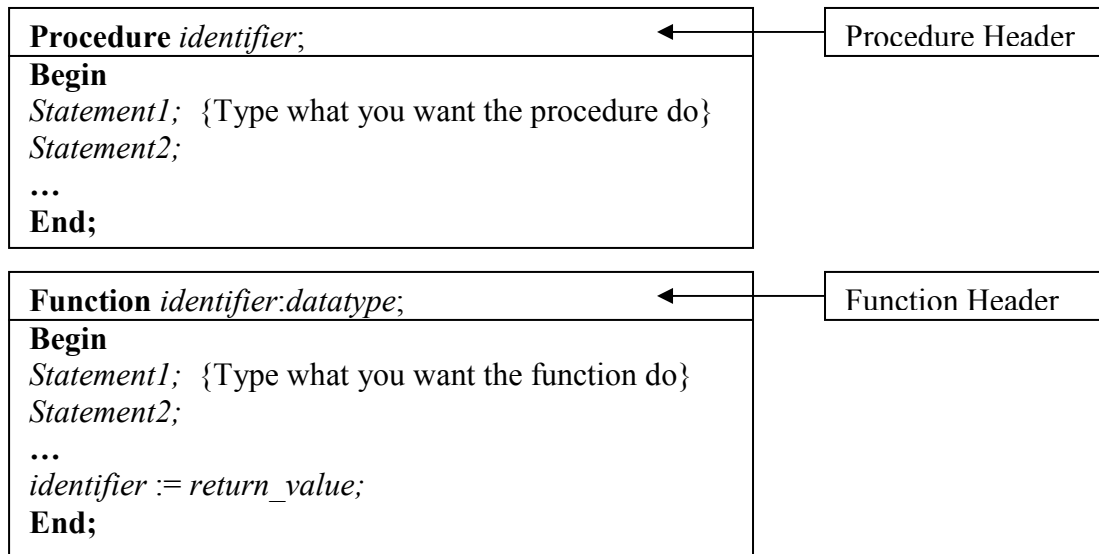 Procedure identifier;
Procedure Header
Begin
Statement1; {Type what you want the procedure do}
Statement2;
…
End;
Function identifier:datatype;
Function Header
Begin
Statement1; {Type what you want the function do}
Statement2;
…
identifier := return_value;
End;